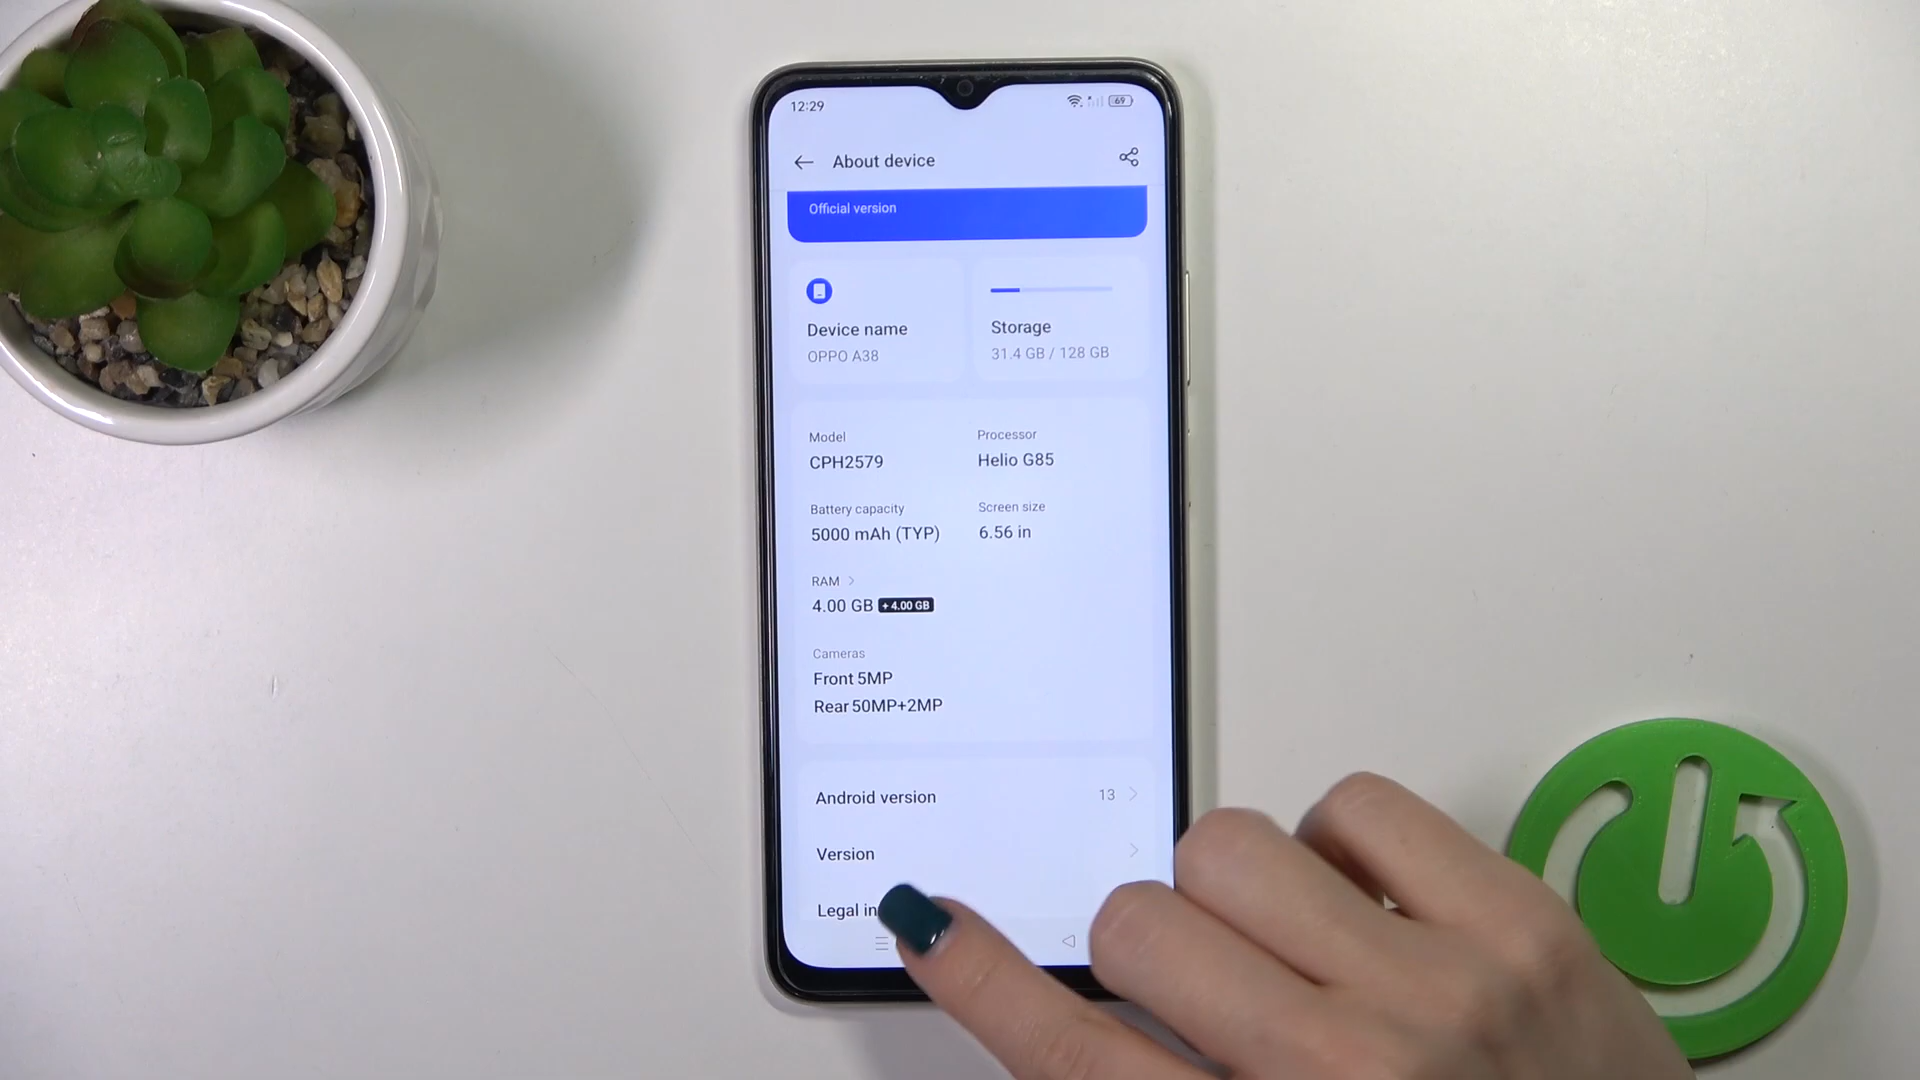 12:29
69
About device
Official version
Device name
OPPO A38
Storage
31.4 GB / 128 GB
Model
CPH2579
Processor
Helio G85
Battery capacity
5000 mAh (TYP)
Screen size
6.56 in
RAM
4.00 GB + 4.00 GB
Cameras
Front 5MP
Rear 50MP+2MP
Android version
13
Version
Legal in